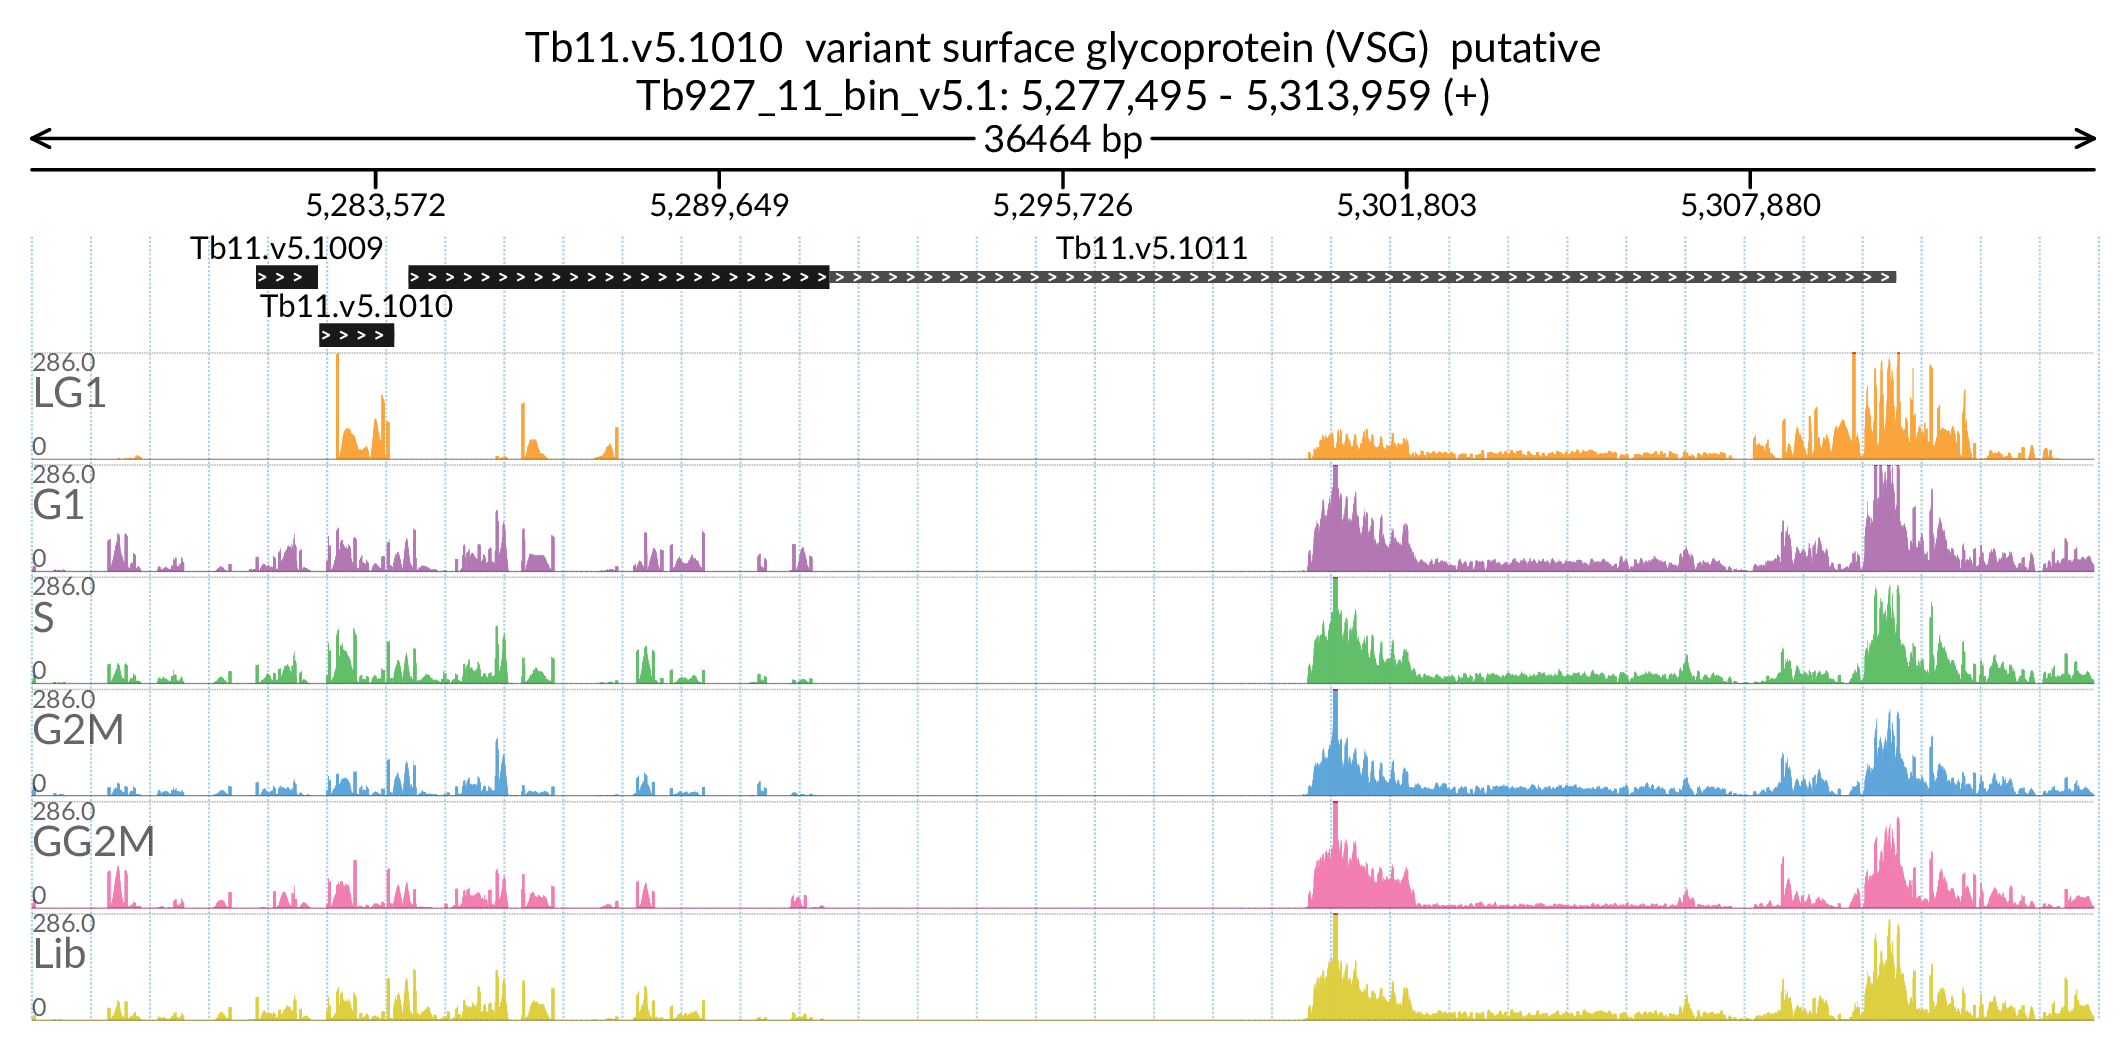 Tb11.v5.1010  variant surface glycoprotein (VSG)  putative
Tb927_11_bin_v5.1: 5,277,495 - 5,313,959 (+)
36464 bp
5,283,572 5,289,649 5,295,726 5,301,803 5,307,880
Tb11.v5.1009 Tb11.v5.1011
Tb11.v5.1010
286.0
LG1
0
286.0
G1
0
286.0
S
0
286.0
G2M
0
286.0
GG2M
0
286.0
Lib
0